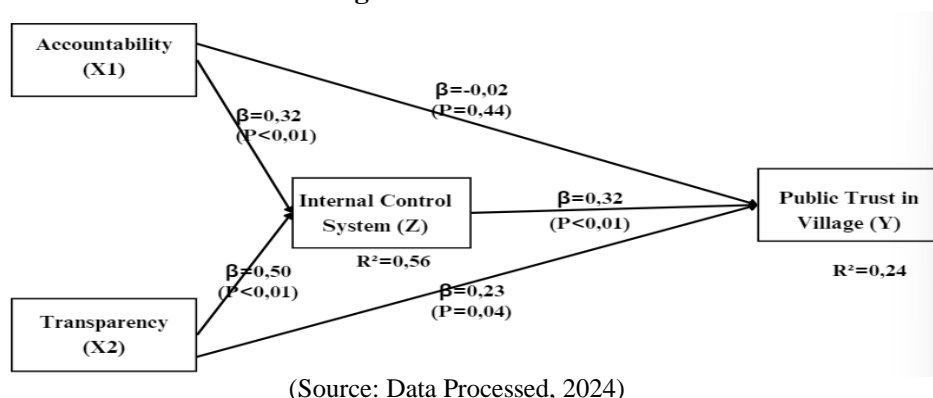 Accountability
(X1)
β=-0,02
(P=0,44)
β=0,32
(P<0,01)
Internal Control
System (Z)
R²=0,56
β=0,32
(P<0,01)
Public Trust in
Village (Y)
R²=0,24
β=0,50
(P<0,01)
β=0,23
(P=0,04)
Transparency
(X2)
(Source: Data Processed, 2024)